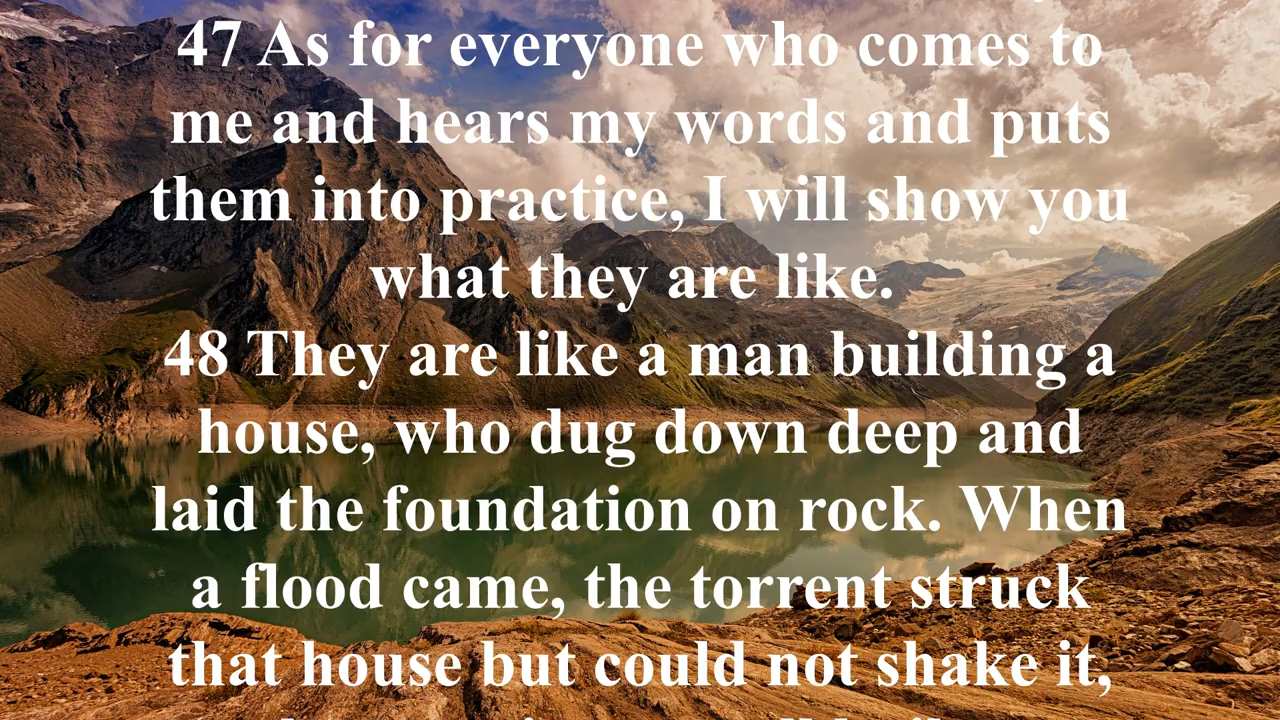 47 As for everyone who comes to
me and hears my words and puts
them into practice, I will show you
what they are like.
48 They are like a man building a
house, who dug down deep and
laid the foundation on rock. When
a flood came, the torrent struck
that house but could not shake it,